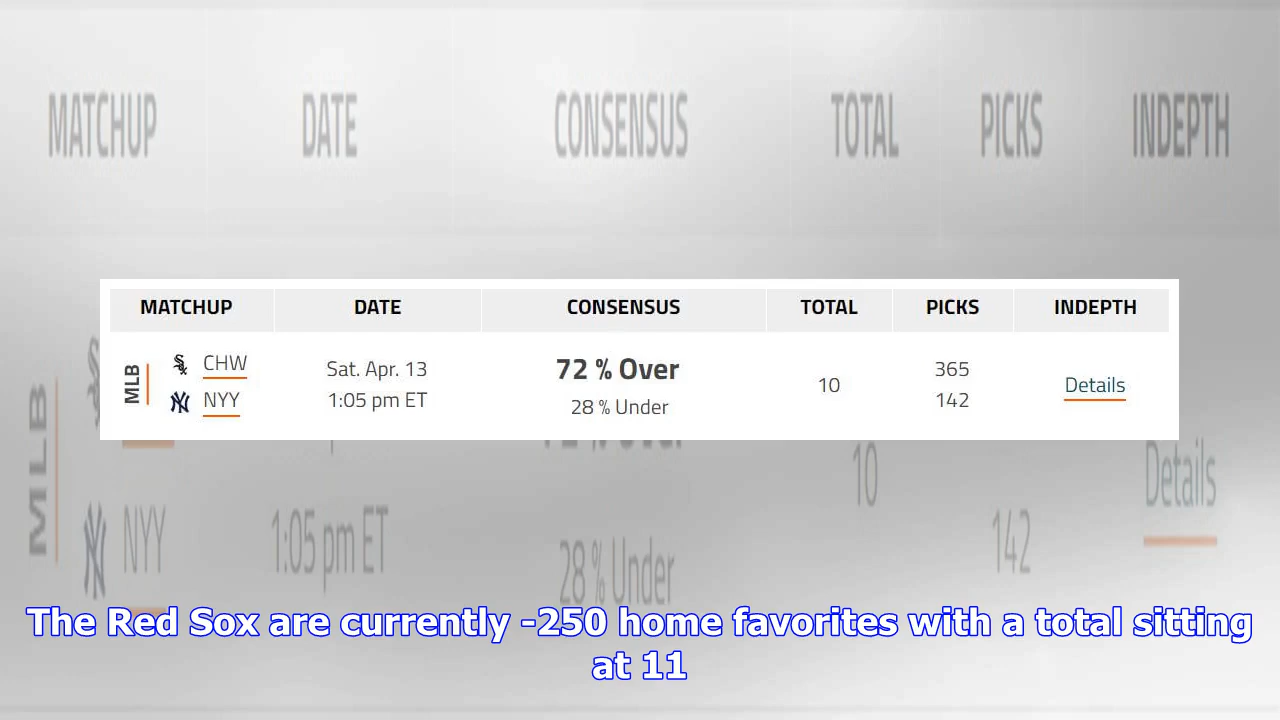 MATCHUP DATE CONSENSUS TOTAL PICKS INDEPTH
MATCHUP DATE CONSENSUS TOTAL PICKS INDEPTH
MLB
CHW Sat. Apr. 13 72 % Over 10 365 Details
NYY 1:05 pm ET 28 % Under 142
MLB
10 Details
NYY 1:05 pm ET 28 % Under 142
The Red Sox are currently -250 home favorites with a total sitting
at 11